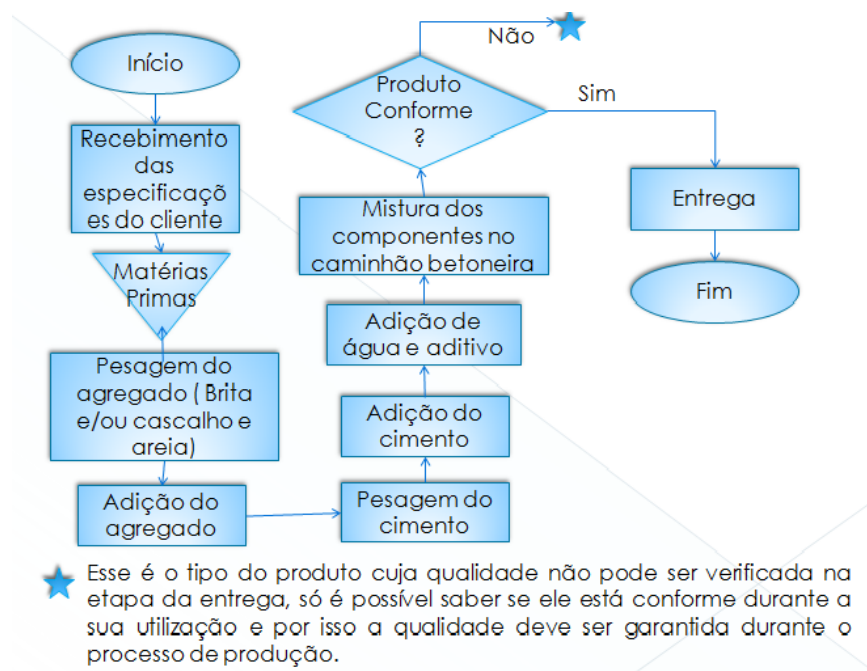 Início
Recebimento
das
especificaçõ
es do cliente
Matérias
Primas
Pesagem do
agregado ( Brita
e/ou cascalho e
areia)
Adição do
agregado
Pesagem do
cimento
Adição do
cimento
Adição de
água e aditivo
Mistura dos
componentes no
caminhão betoneira
Produto
Conforme
?
Não
Sim
Entrega
Fim
Esse é o tipo do produto cuja qualidade não pode ser verificada na
etapa da entrega, só é possível saber se ele está conforme durante a
sua utilização e por isso a qualidade deve ser garantida durante o
processo de produção.